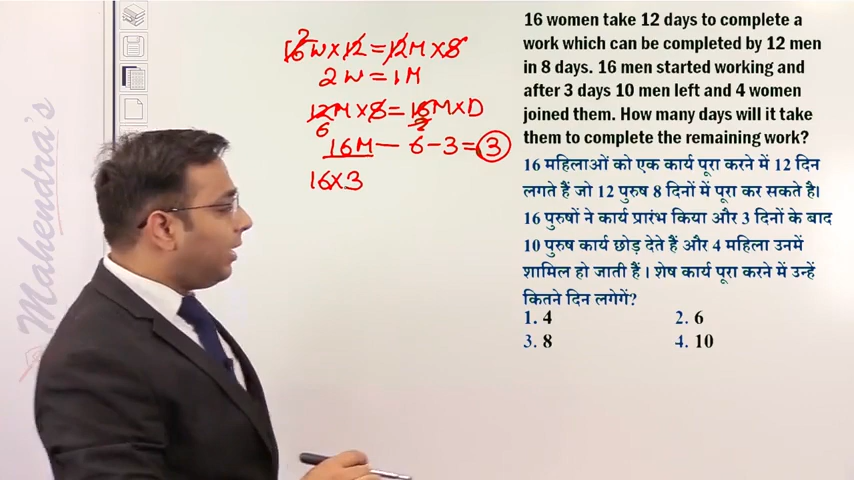 Mahendra's
16W×12=12M×8
2
2W=1M
12M×8=16M×D
6 2
16M— 6-3=3
16×3
16 women take 12 days to complete a
work which can be completed by 12 men
in 8 days. 16 men started working and
after 3 days 10 men left and 4 women
joined them. How many days will it take
them to complete the remaining work?
16 महिलाओं को एक कार्य पूरा करने में 12 दिन
लगते हैं जो 12 पुरुष 8 दिनों में पूरा कर सकते है।
16 पुरुषों ने कार्य प्रारंभ किया और 3 दिनों के बाद
10 पुरुष कार्य छोड़ देते हैं और 4 महिला उनमें
शामिल हो जाती हैं । शेष कार्य पूरा करने में उन्हें
कितने दिन लगेगें?
1. 4 2. 6
3. 8 4. 10